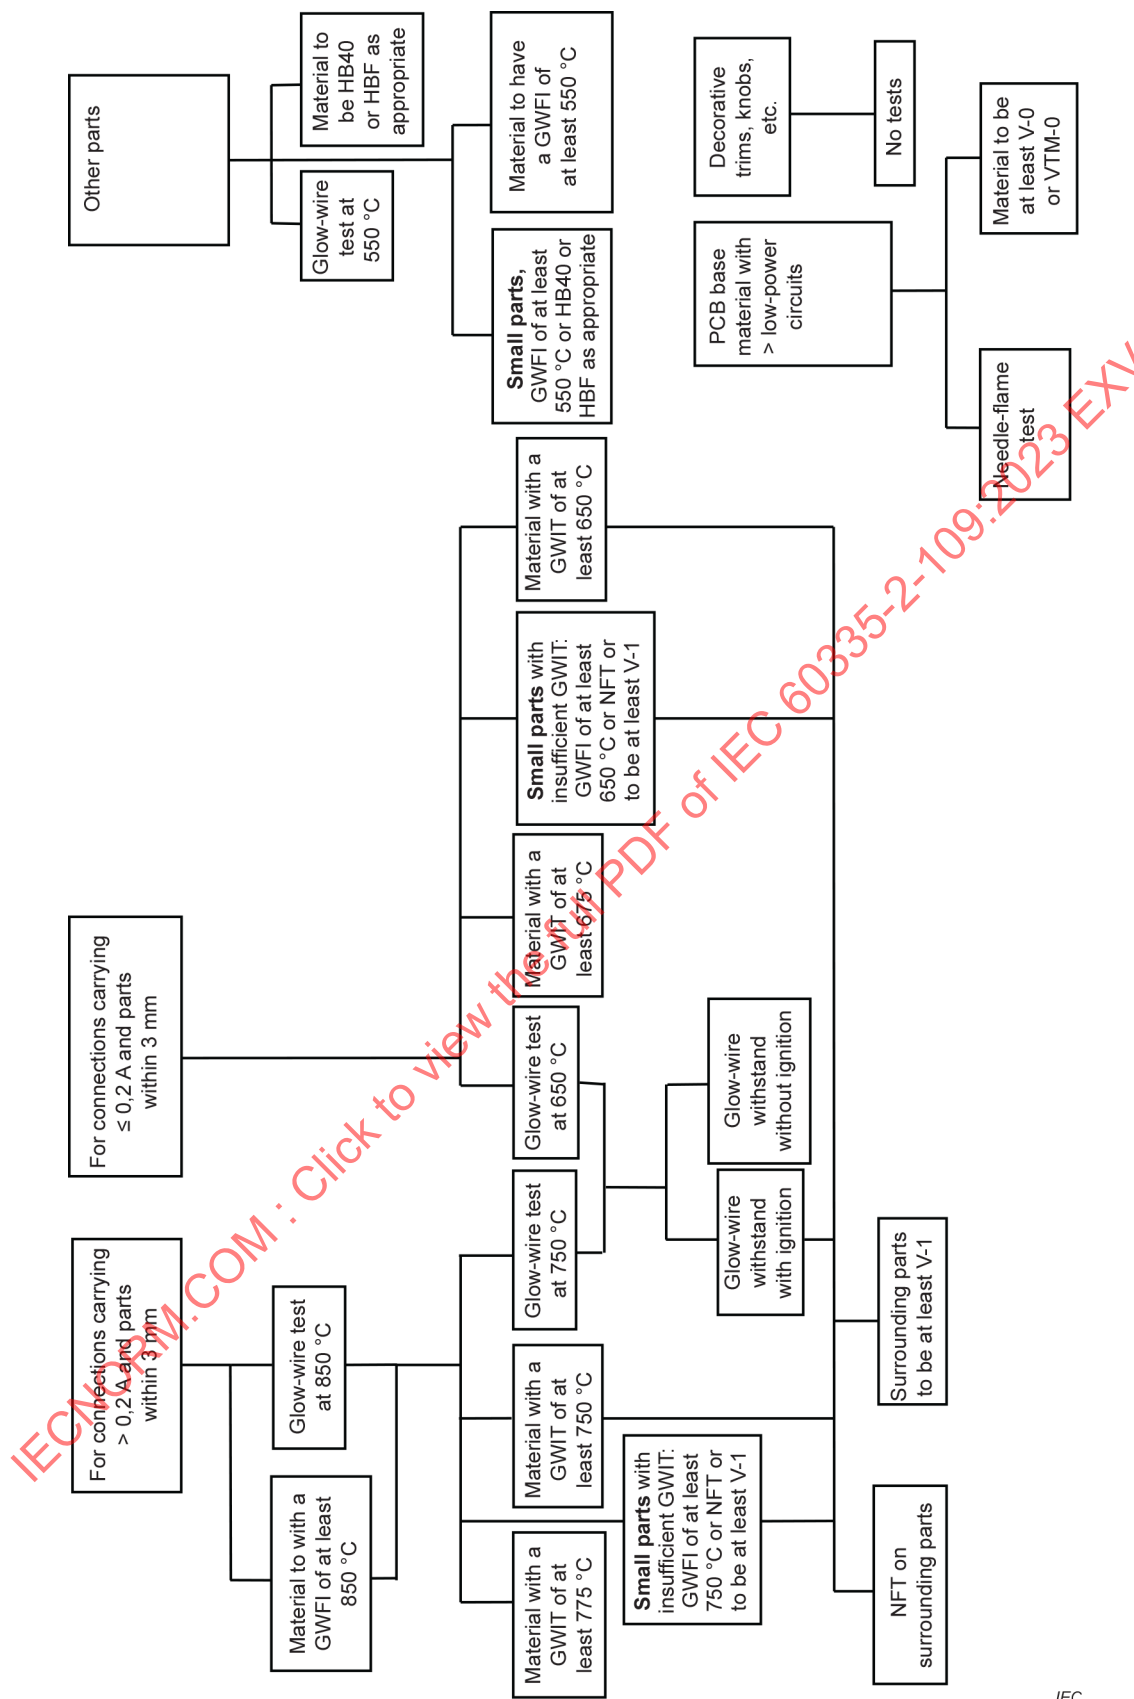 For connections carrying
> 0,2 A and parts
within 3 mm
For connections carrying
≤ 0,2 A and parts
within 3 mm
Other parts
Material to with a
GWFI of at least
850 °C
Glow-wire test
at 850 °C
Glow-wire
test at
550 °C
Material to
be HB40
or HBF as
appropriate
Material with a
GWIT of at
least 775 °C
Material with a
GWIT of at
least 750 °C
Glow-wire test
at 750 °C
Glow-wire test
at 650 °C
Material with a
GWIT of at
least 675 °C
Small parts with
insufficient GWIT:
GWFI of at least
650 °C or NFT or
to be at least V-1
Material with a
GWIT of at
least 650 °C
Small parts,
GWFI of at least
550 °C or HB40 or
HBF as appropriate
Material to have
a GWFI of
at least 550 °C
Small parts with
insufficient GWIT:
GWFI of at least
750 °C or NFT or
to be at least V-1
Glow-wire
withstand
with ignition
Glow-wire
withstand
without ignition
PCB base
material with
> low-power
circuits
Decorative
trims, knobs,
etc.
NFT on
surrounding parts
Surrounding parts
to be at least V-1
No tests
Needle-flame
test
Material to be
at least V-0
or VTM-0
IEC
IECNORM.COM : Click to view the full PDF of IEC 60335-2-109:2023 EXV